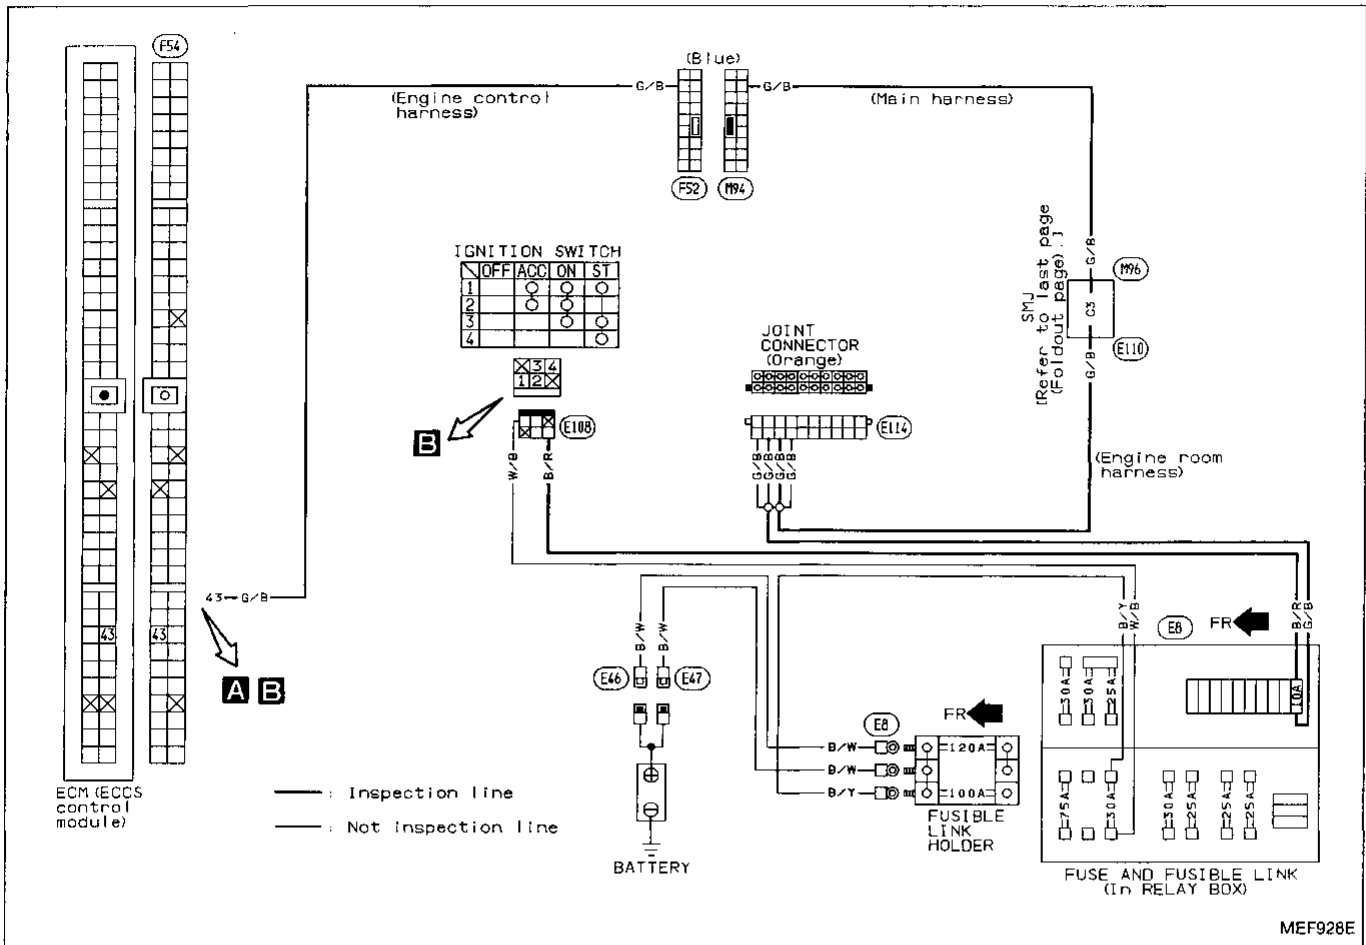 F54
(Blue)
G/B
G/B
(Engine control
harness)
(Main harness)
F52
M94
IGNITION SWITCH
OFF ACC ON ST
1
2
3
4
3 4
1 2
B
E108
W/B
B/R
JOINT
CONNECTOR
(Orange)
E114
G/B
G/B
G/B
G/B
SMJ
[Refer to last page
(Foldout page).]
G/B
M96
C3
E110
G/B
(Engine room
harness)
43 G/B
43
43
A B
B/W
B/W
E46
E47
BATTERY
B/Y
W/B
E8
FR
B/R
G/B
30A
30A
25A
10A
75A
30A
30A
25A
25A
25A
FUSE AND FUSIBLE LINK
(In RELAY BOX)
E8
FR
B/W
120A
B/W
B/Y
100A
FUSIBLE
LINK
HOLDER
ECM (ECCS
control
module)
: Inspection line
: Not inspection line
MEF928E